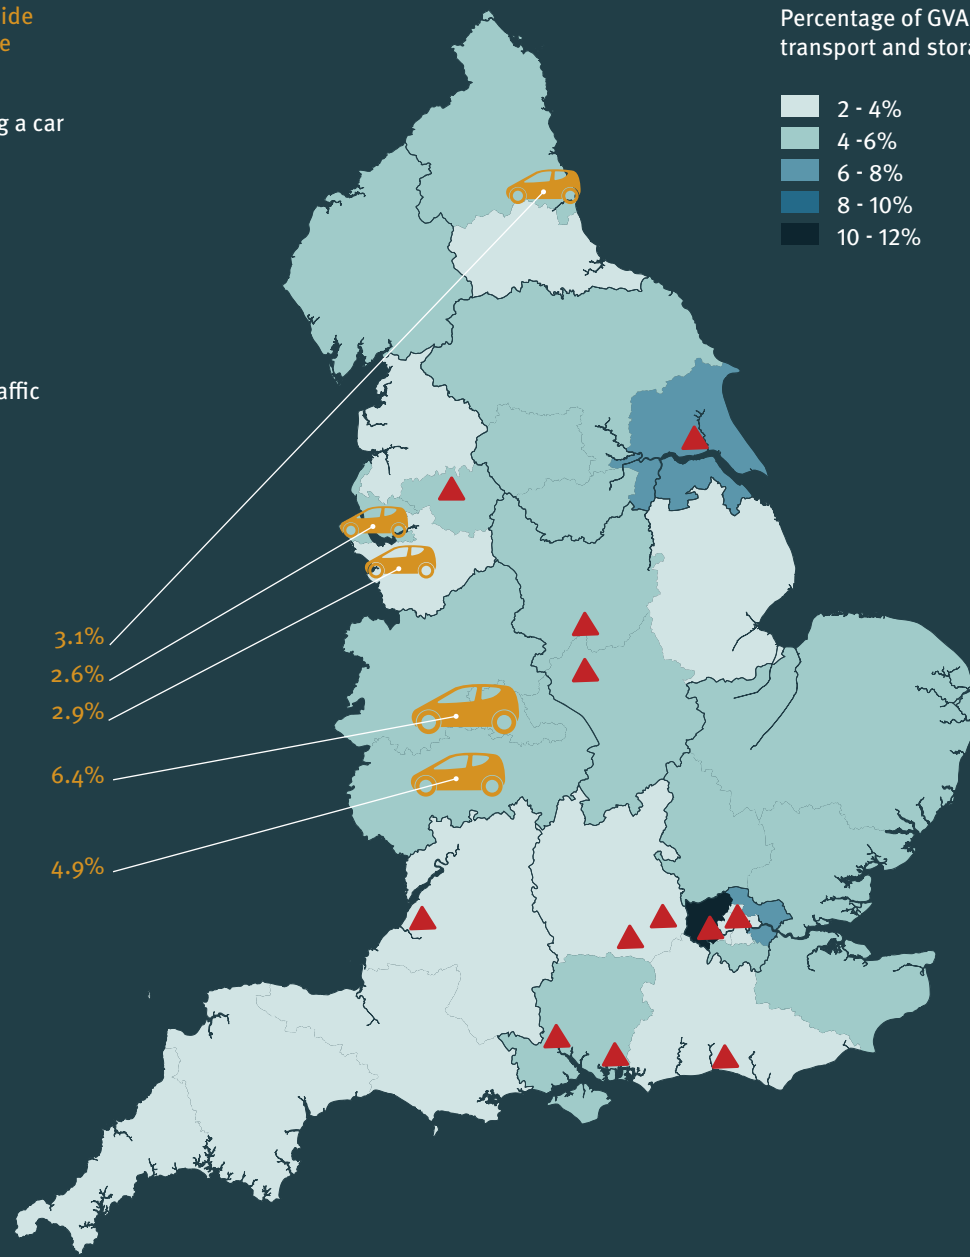 ide
e
g a car
affic
Percentage of GVA
transport and stora
2 - 4%
4 -6%
6 - 8%
8 - 10%
10 - 12%
3.1%
2.6%
2.9%
6.4%
4.9%